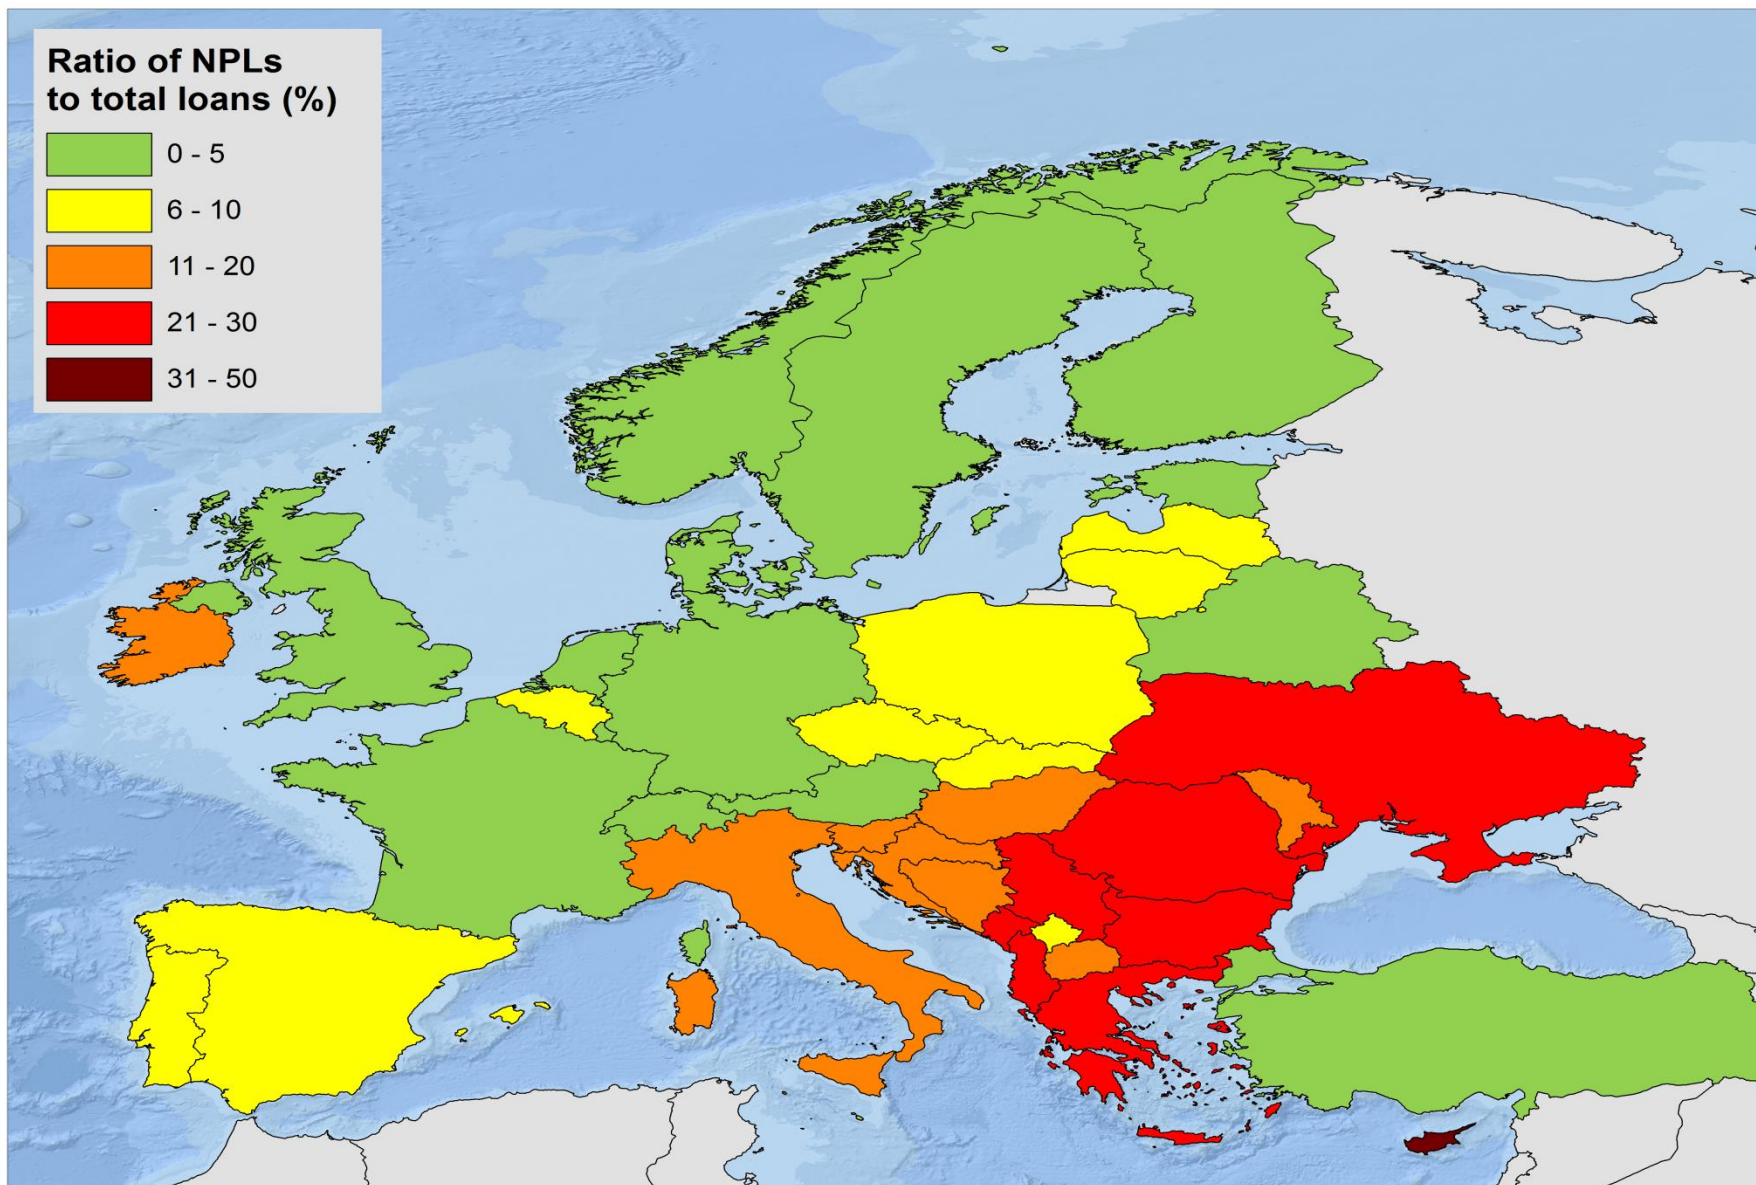 Ratio of NPLs
to total loans (%)
0 - 5
6 - 10
11 - 20
21 - 30
31 - 50